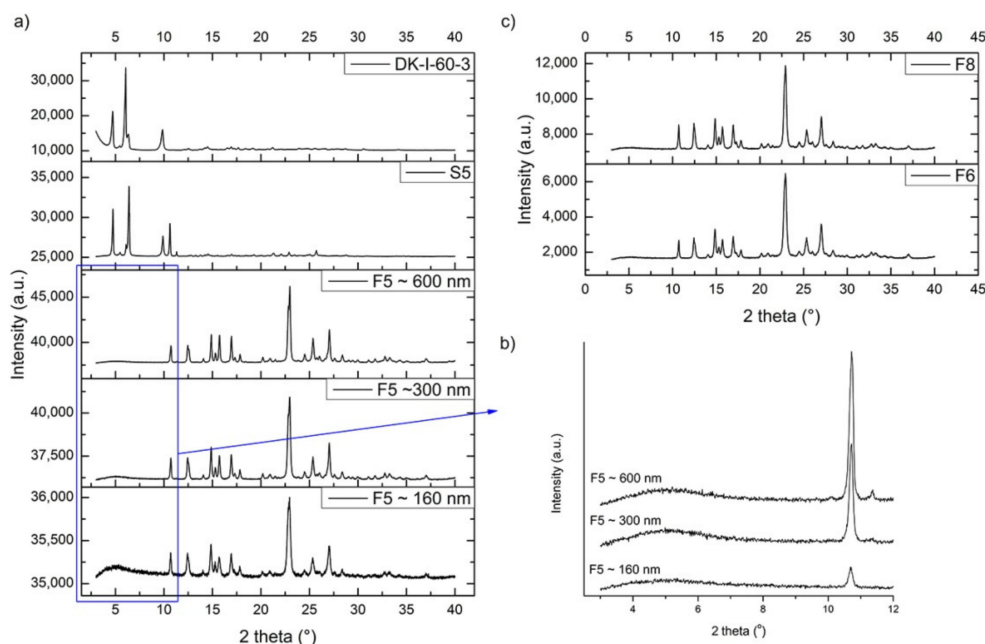 a)
0 5 10 15 20 25 30 35 40
DK-I-60-3
30,000
20,000
10,000
S5
35,000
30,000
25,000
F5 ~ 600 nm
45,000
40,000
F5 ~300 nm
40,000
37,500
F5 ~ 160 nm
36,000
35,500
35,000
5 10 15 20 25 30 35 40
2 theta (°)
Intensity (a.u.)
c)
0 5 10 15 20 25 30 35 40 45
F8
12,000
10,000
8,000
F6
6,000
4,000
2,000
0 5 10 15 20 25 30 35 40 45
2 theta (°)
Intensity (a.u.)
b)
F5 ~ 600 nm
F5 ~ 300 nm
F5 ~ 160 nm
4 6 8 10 12
2 theta (°)
Intensity (a.u.)